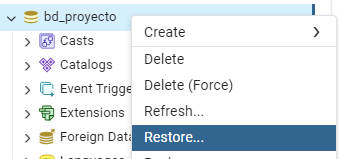 bd_proyecto
Casts
Catalogs
Event Trigge
Extensions
Foreign Data
Create
Delete
Delete (Force)
Refresh...
Restore...